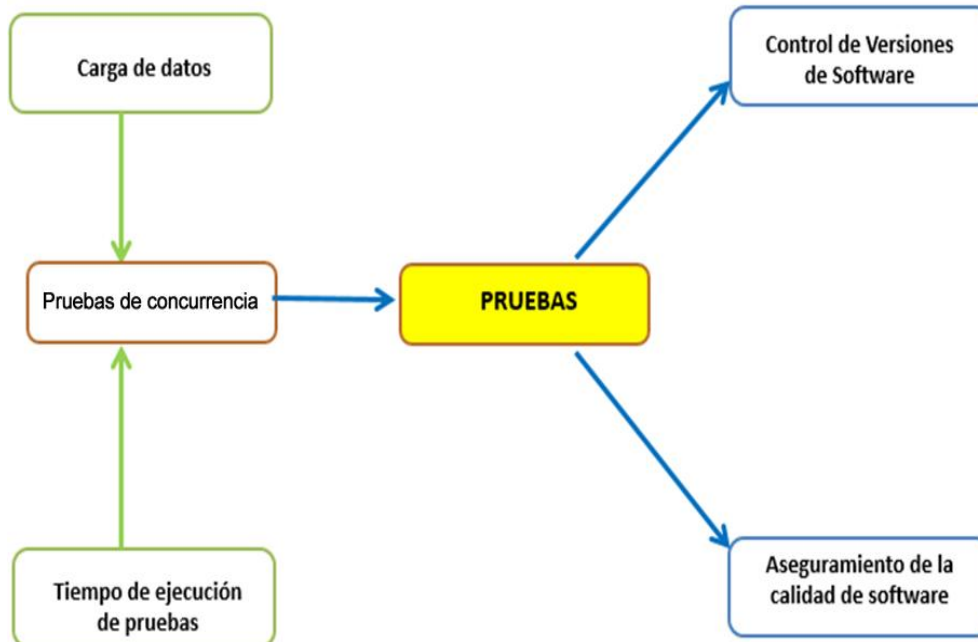 Carga de datos
Control de Versiones
de Software
Pruebas de concurrencia
PRUEBAS
Tiempo de ejecución
de pruebas
Aseguramiento de la
calidad de software